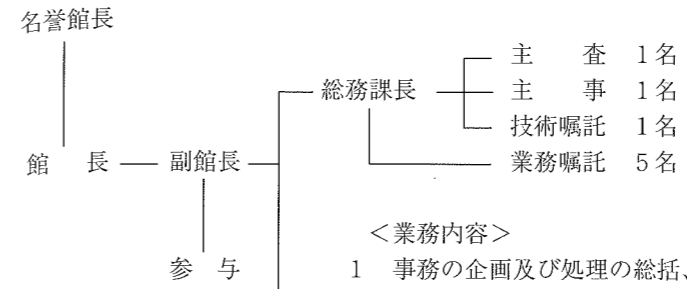 名誉館長
主　　査　1名
総務課長　主　　事　1名
技術嘱託　1名
館　　長　副館長　業務嘱託　5名
＜業務内容＞
参　与　1　事務の企画及び処理の総括、